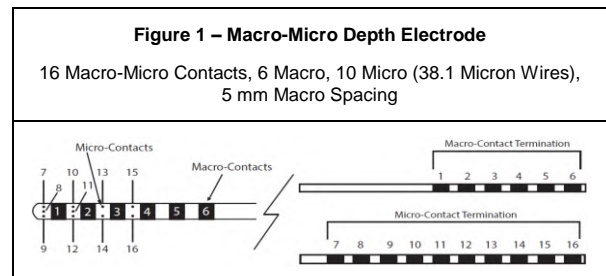 Figure 1 – Macro-Micro Depth Electrode
16 Macro-Micro Contacts, 6 Macro, 10 Micro (38.1 Micron Wires),
5 mm Macro Spacing
Micro-Contacts
Macro-Contacts
7 10 13 15
8 11
1 2 3 4 5 6
9 12 14 16
Macro-Contact Termination
1 2 3 4 5 6
Micro-Contact Termination
7 8 9 10 11 12 13 14 15 16